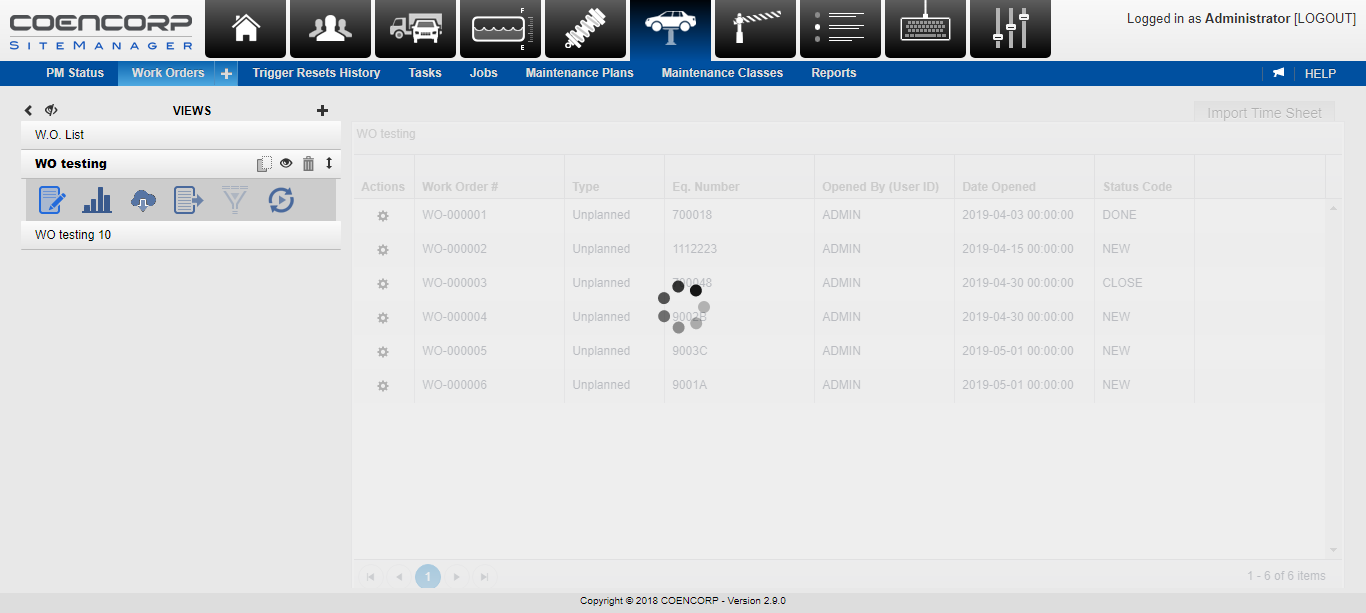 COENCORP
SITEMANAGER
F
E
Logged in as Administrator [LOGOUT]
PM Status Work Orders + Trigger Resets History Tasks Jobs Maintenance Plans Maintenance Classes Reports HELP
VIEWS
W.O. List
WO testing
WO testing 10
Import Time Sheet
WO testing
Actions Work Order # Type Eq. Number Opened By (User ID) Date Opened Status Code
WO-000001 Unplanned 700018 ADMIN 2019-04-03 00:00:00 DONE
WO-000002 Unplanned 1112223 ADMIN 2019-04-15 00:00:00 NEW
WO-000003 Unplanned 700048 ADMIN 2019-04-30 00:00:00 CLOSE
WO-000004 Unplanned 9002B ADMIN 2019-04-30 00:00:00 NEW
WO-000005 Unplanned 9003C ADMIN 2019-05-01 00:00:00 NEW
WO-000006 Unplanned 9001A ADMIN 2019-05-01 00:00:00 NEW
1
1 - 6 of 6 items
Copyright © 2018 COENCORP - Version 2.9.0